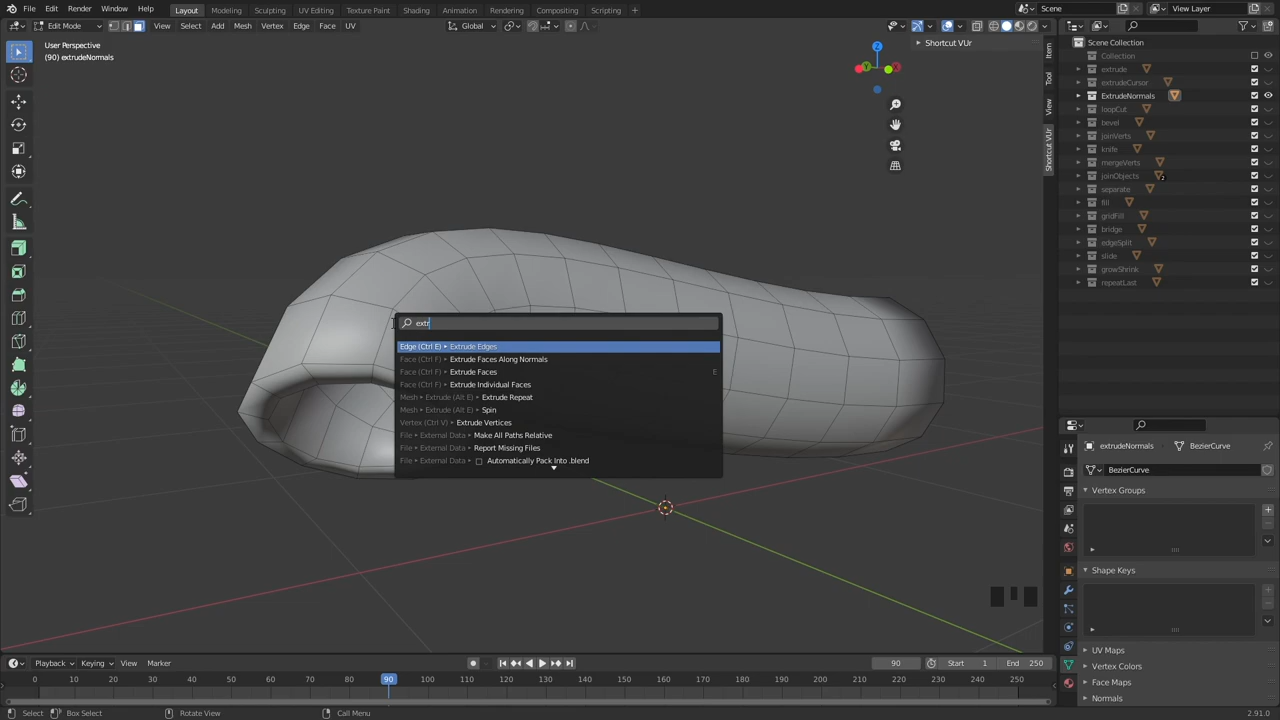 File Edit Render Window Help Layout Modeling Sculpting UV Editing Texture Paint Shading Animation Rendering Compositing Scripting + Scene View Layer
Edit Mode View Select Add Mesh Vertex Edge Face UV Global
User Perspective
(90) extrudeNormals
Shortcut VUr
Item
Tool
View
Shortcut VUr
Z
Y
X
extr
Edge (Ctrl E) ▸ Extrude Edges
Face (Ctrl F) ▸ Extrude Faces Along Normals
Face (Ctrl F) ▸ Extrude Faces E
Face (Ctrl F) ▸ Extrude Individual Faces
Mesh ▸ Extrude (Alt E) ▸ Extrude Repeat
Mesh ▸ Extrude (Alt E) ▸ Spin
Vertex (Ctrl V) ▸ Extrude Vertices
File ▸ External Data ▸ Make All Paths Relative
File ▸ External Data ▸ Report Missing Files
File ▸ External Data ▸ Automatically Pack Into .blend
Scene Collection
Collection
extrude
extrudeCursor
ExtrudeNormals
loopCut
bevel
joinVerts
knife
mergeVerts
joinObjects 2
separate
fill
gridFill
bridge
edgeSplit
slide
growShrink
repeatLast
extrudeNormals BezierCurve
BezierCurve
Vertex Groups
Shape Keys
UV Maps
Vertex Colors
Face Maps
Normals
Playback Keying View Marker 90 Start 1 End 250
0 10 20 30 40 50 60 70 80 90 100 110 120 130 140 150 160 170 180 190 200 210 220 230 240 250
Select Box Select Rotate View Call Menu 2.91.0